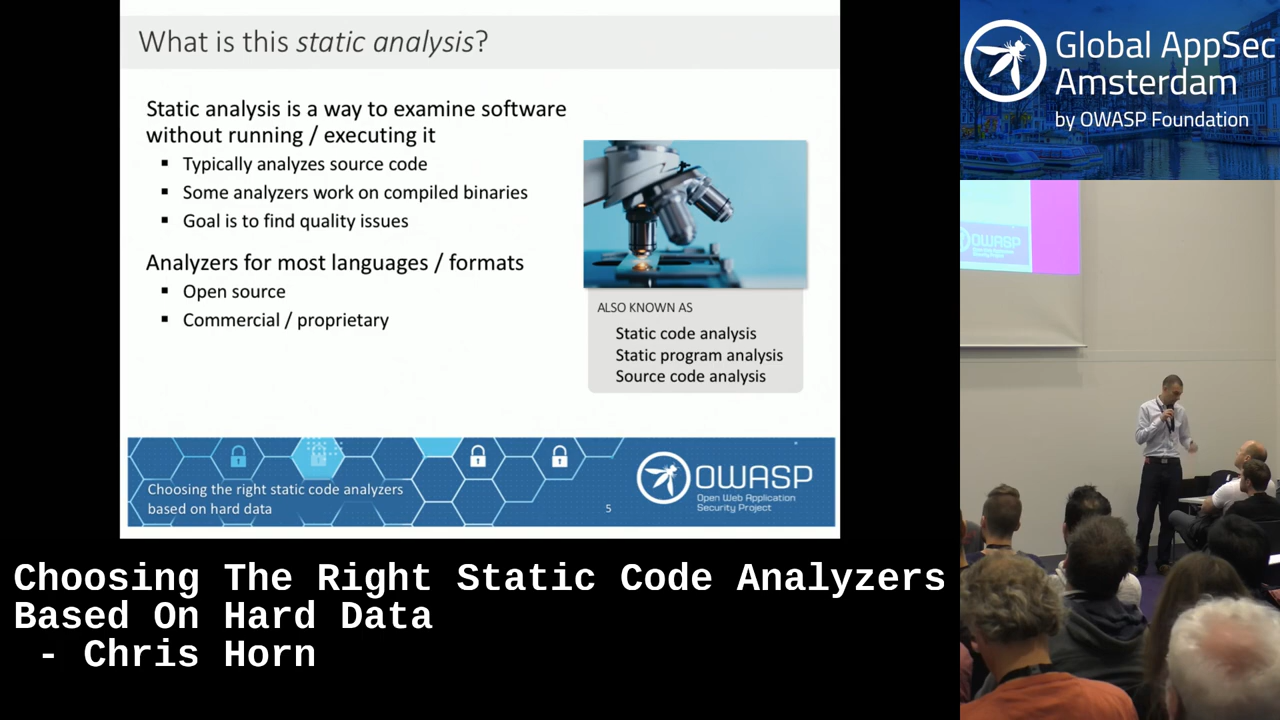 What is this static analysis?
Static analysis is a way to examine software
without running / executing it
Typically analyzes source code
Some analyzers work on compiled binaries
Goal is to find quality issues
Analyzers for most languages / formats
Open source
Commercial / proprietary
ALSO KNOWN AS
Static code analysis
Static program analysis
Source code analysis
Choosing the right static code analyzers
based on hard data
5
OWASP
Open Web Application
Security Project
Global AppSec
Amsterdam
by OWASP Foundation
OWASP
Choosing The Right Static Code Analyzers
Based On Hard Data
- Chris Horn